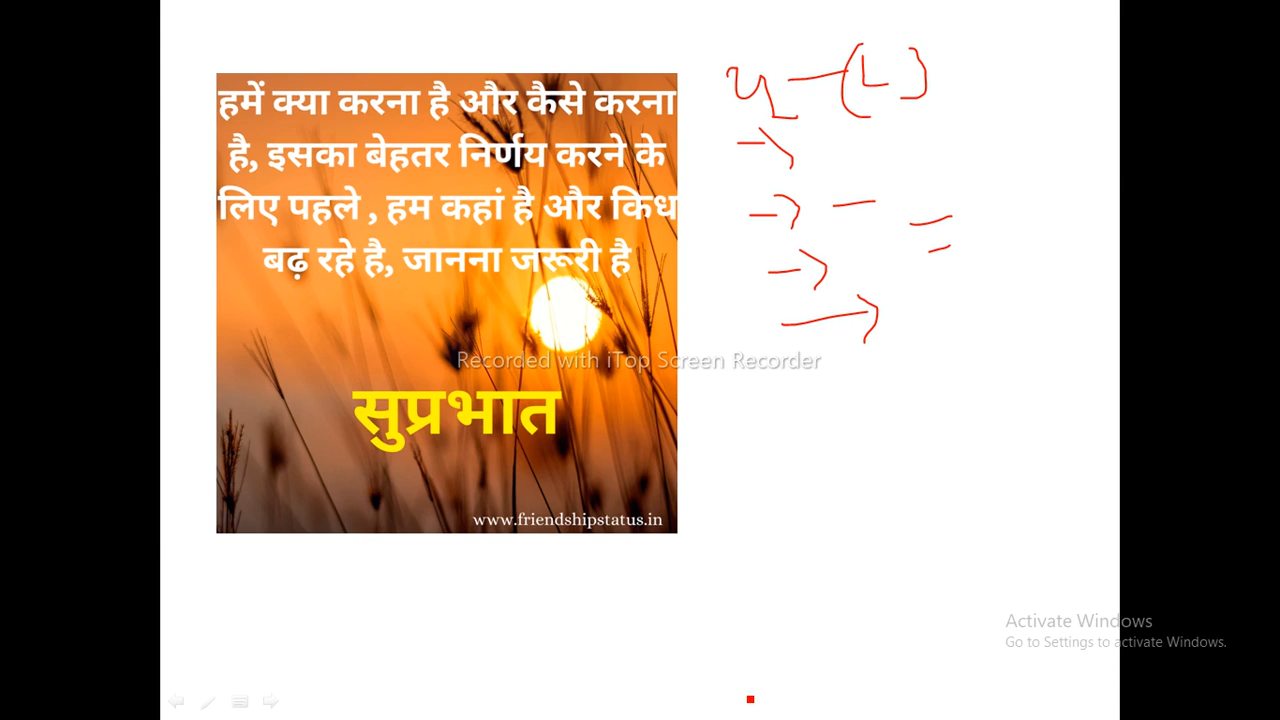 हमें क्या करना है और कैसे करना
है, इसका बेहतर निर्णय करने के
लिए पहले , हम कहां है और किध
बढ़ रहे है, जानना जरूरी है
Recorded with iTop Screen Recorder
सुप्रभात
www.friendshipstatus.in
Activate Windows
Go to Settings to activate Windows.